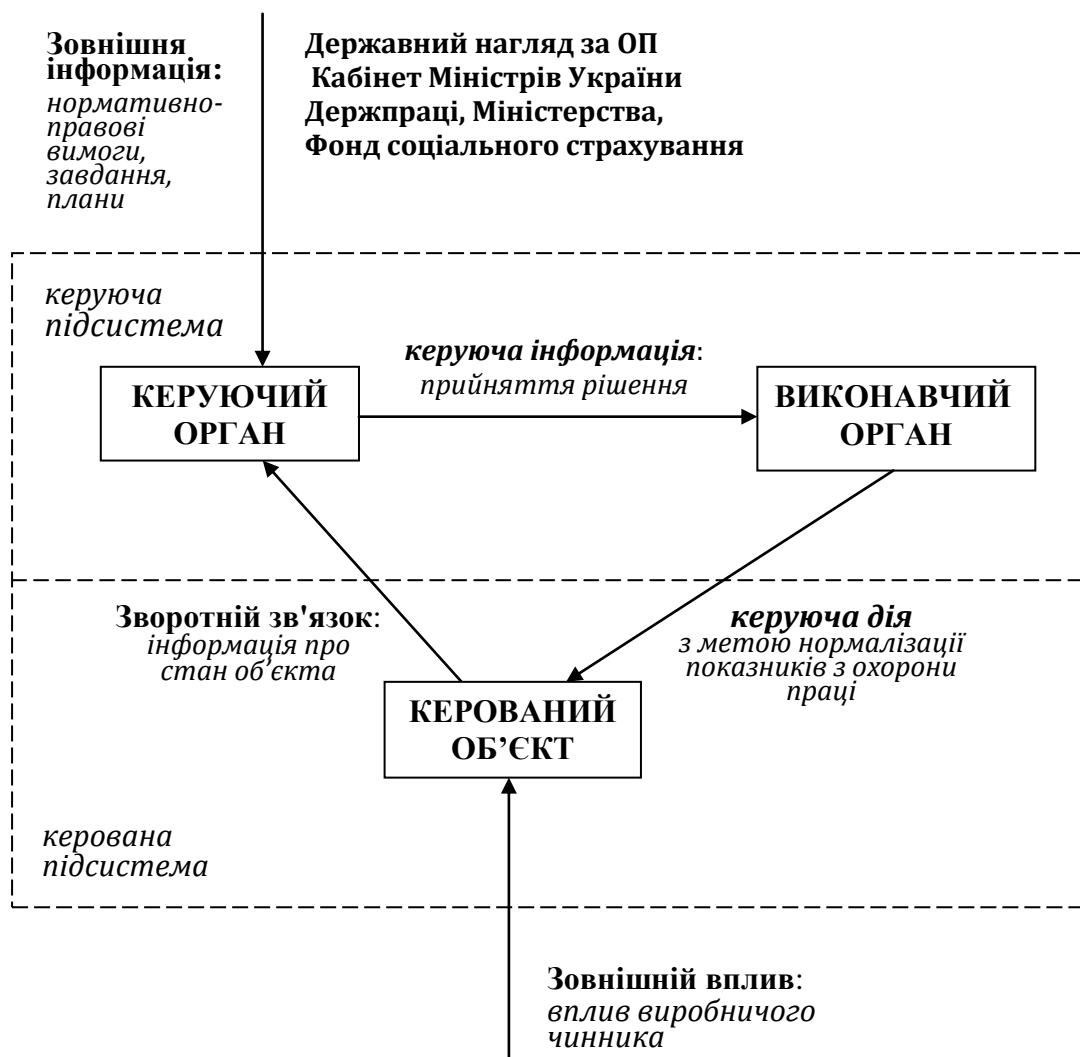 Зовнішня
інформація:
нормативно-
правові
вимоги,
завдання,
плани
Державний нагляд за ОП
Кабінет Міністрів України
Держпраці, Міністерства,
Фонд соціального страхування
керуюча
підсистема
керуюча інформація:
прийняття рішення
КЕРУЮЧИЙ
ОРГАН
ВИКОНАВЧИЙ
ОРГАН
Зворотній зв'язок:
інформація про
стан об’єкта
керуюча дія
з метою нормалізації
показників з охорони
праці
КЕРОВАНИЙ
ОБ’ЄКТ
керована
підсистема
Зовнішній вплив:
вплив виробничого
чинника